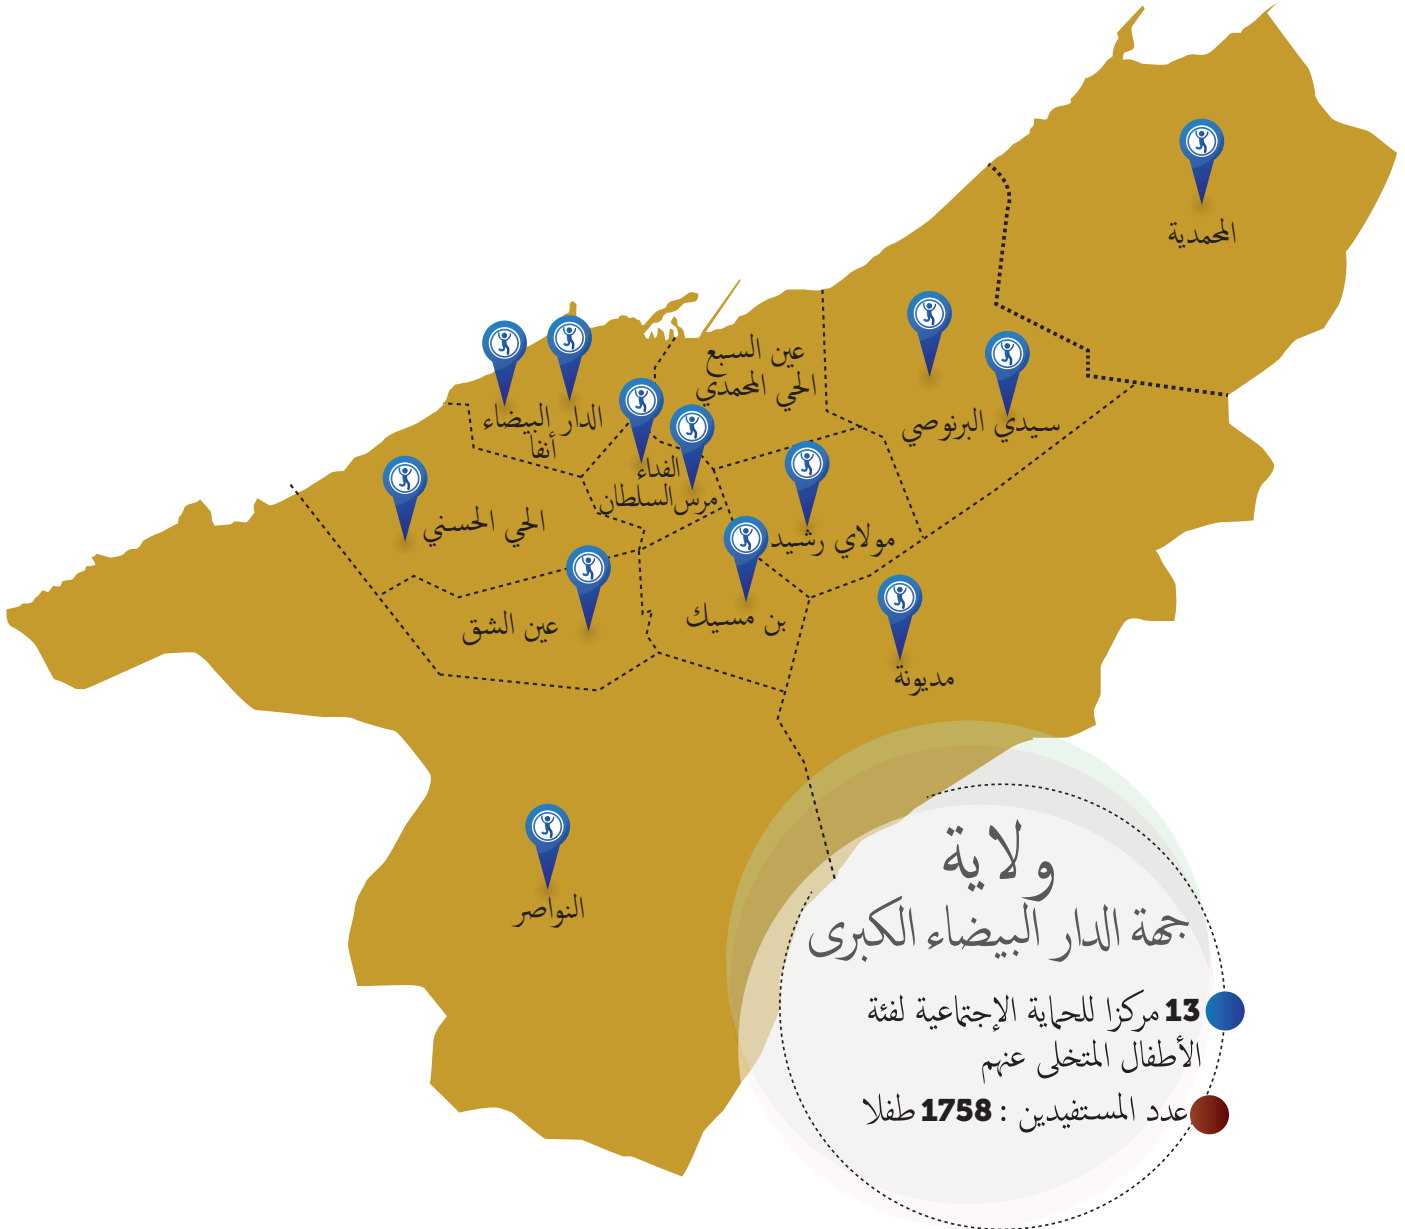 المحمدية
عين السبع
الحي المحمدي
سيدي البرنوصي
الدار البيضاء
أنفا
الفداء
مرس السلطان
الحي الحسني
مولاي رشيد
عين الشق
بن مسيك
مديونة
النواصر
ولاية
جهة الدار البيضاء الكبرى
13 مركزا للحماية الإجتماعية لفئة
الأطفال المتخلى عنهم
عدد المستفيدين : 1758 طفلا